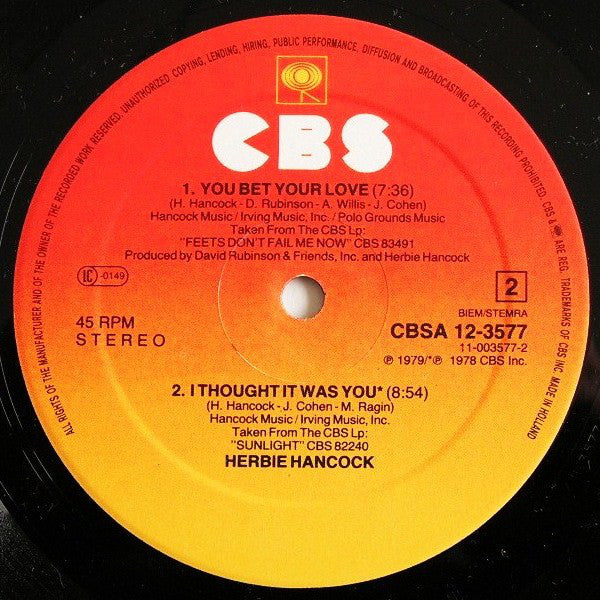 ALL RIGHTS OF THE MANUFACTURER AND OF THE OWNER OF THE RECORDED WORK RESERVED. UNAUTHORIZED COPYING, LENDING, HIRING, PUBLIC PERFORMANCE, DIFFUSION AND BROADCASTING OF THIS RECORDING PROHIBITED. CBS & ARE REG. TRADEMARKS OF CBS INC. MADE IN HOLLAND
CBS
1. YOU BET YOUR LOVE (7:36)
(H. Hancock - D. Rubinson - A. Willis - J. Cohen)
Hancock Music / Irving Music, Inc. / Polo Grounds Music
Taken From The CBS Lp:
"FEETS DON'T FAIL ME NOW" CBS 83491
Produced by David Rubinson & Friends, Inc. and Herbie Hancock
LC -0149
2
BIEM/STEMRA
45 RPM
STEREO
CBSA 12-3577
11-003577-2
℗ 1979/*℗ 1978 CBS Inc.
2. I THOUGHT IT WAS YOU* (8:54)
(H. Hancock - J. Cohen - M. Ragin)
Hancock Music / Irving Music, Inc.
Taken From The CBS Lp:
"SUNLIGHT" CBS 82240
HERBIE HANCOCK